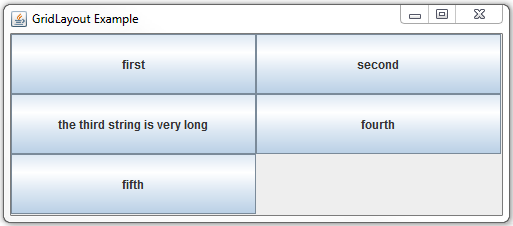 GridLayout Example
first
second
the third string is very long
fourth
fifth